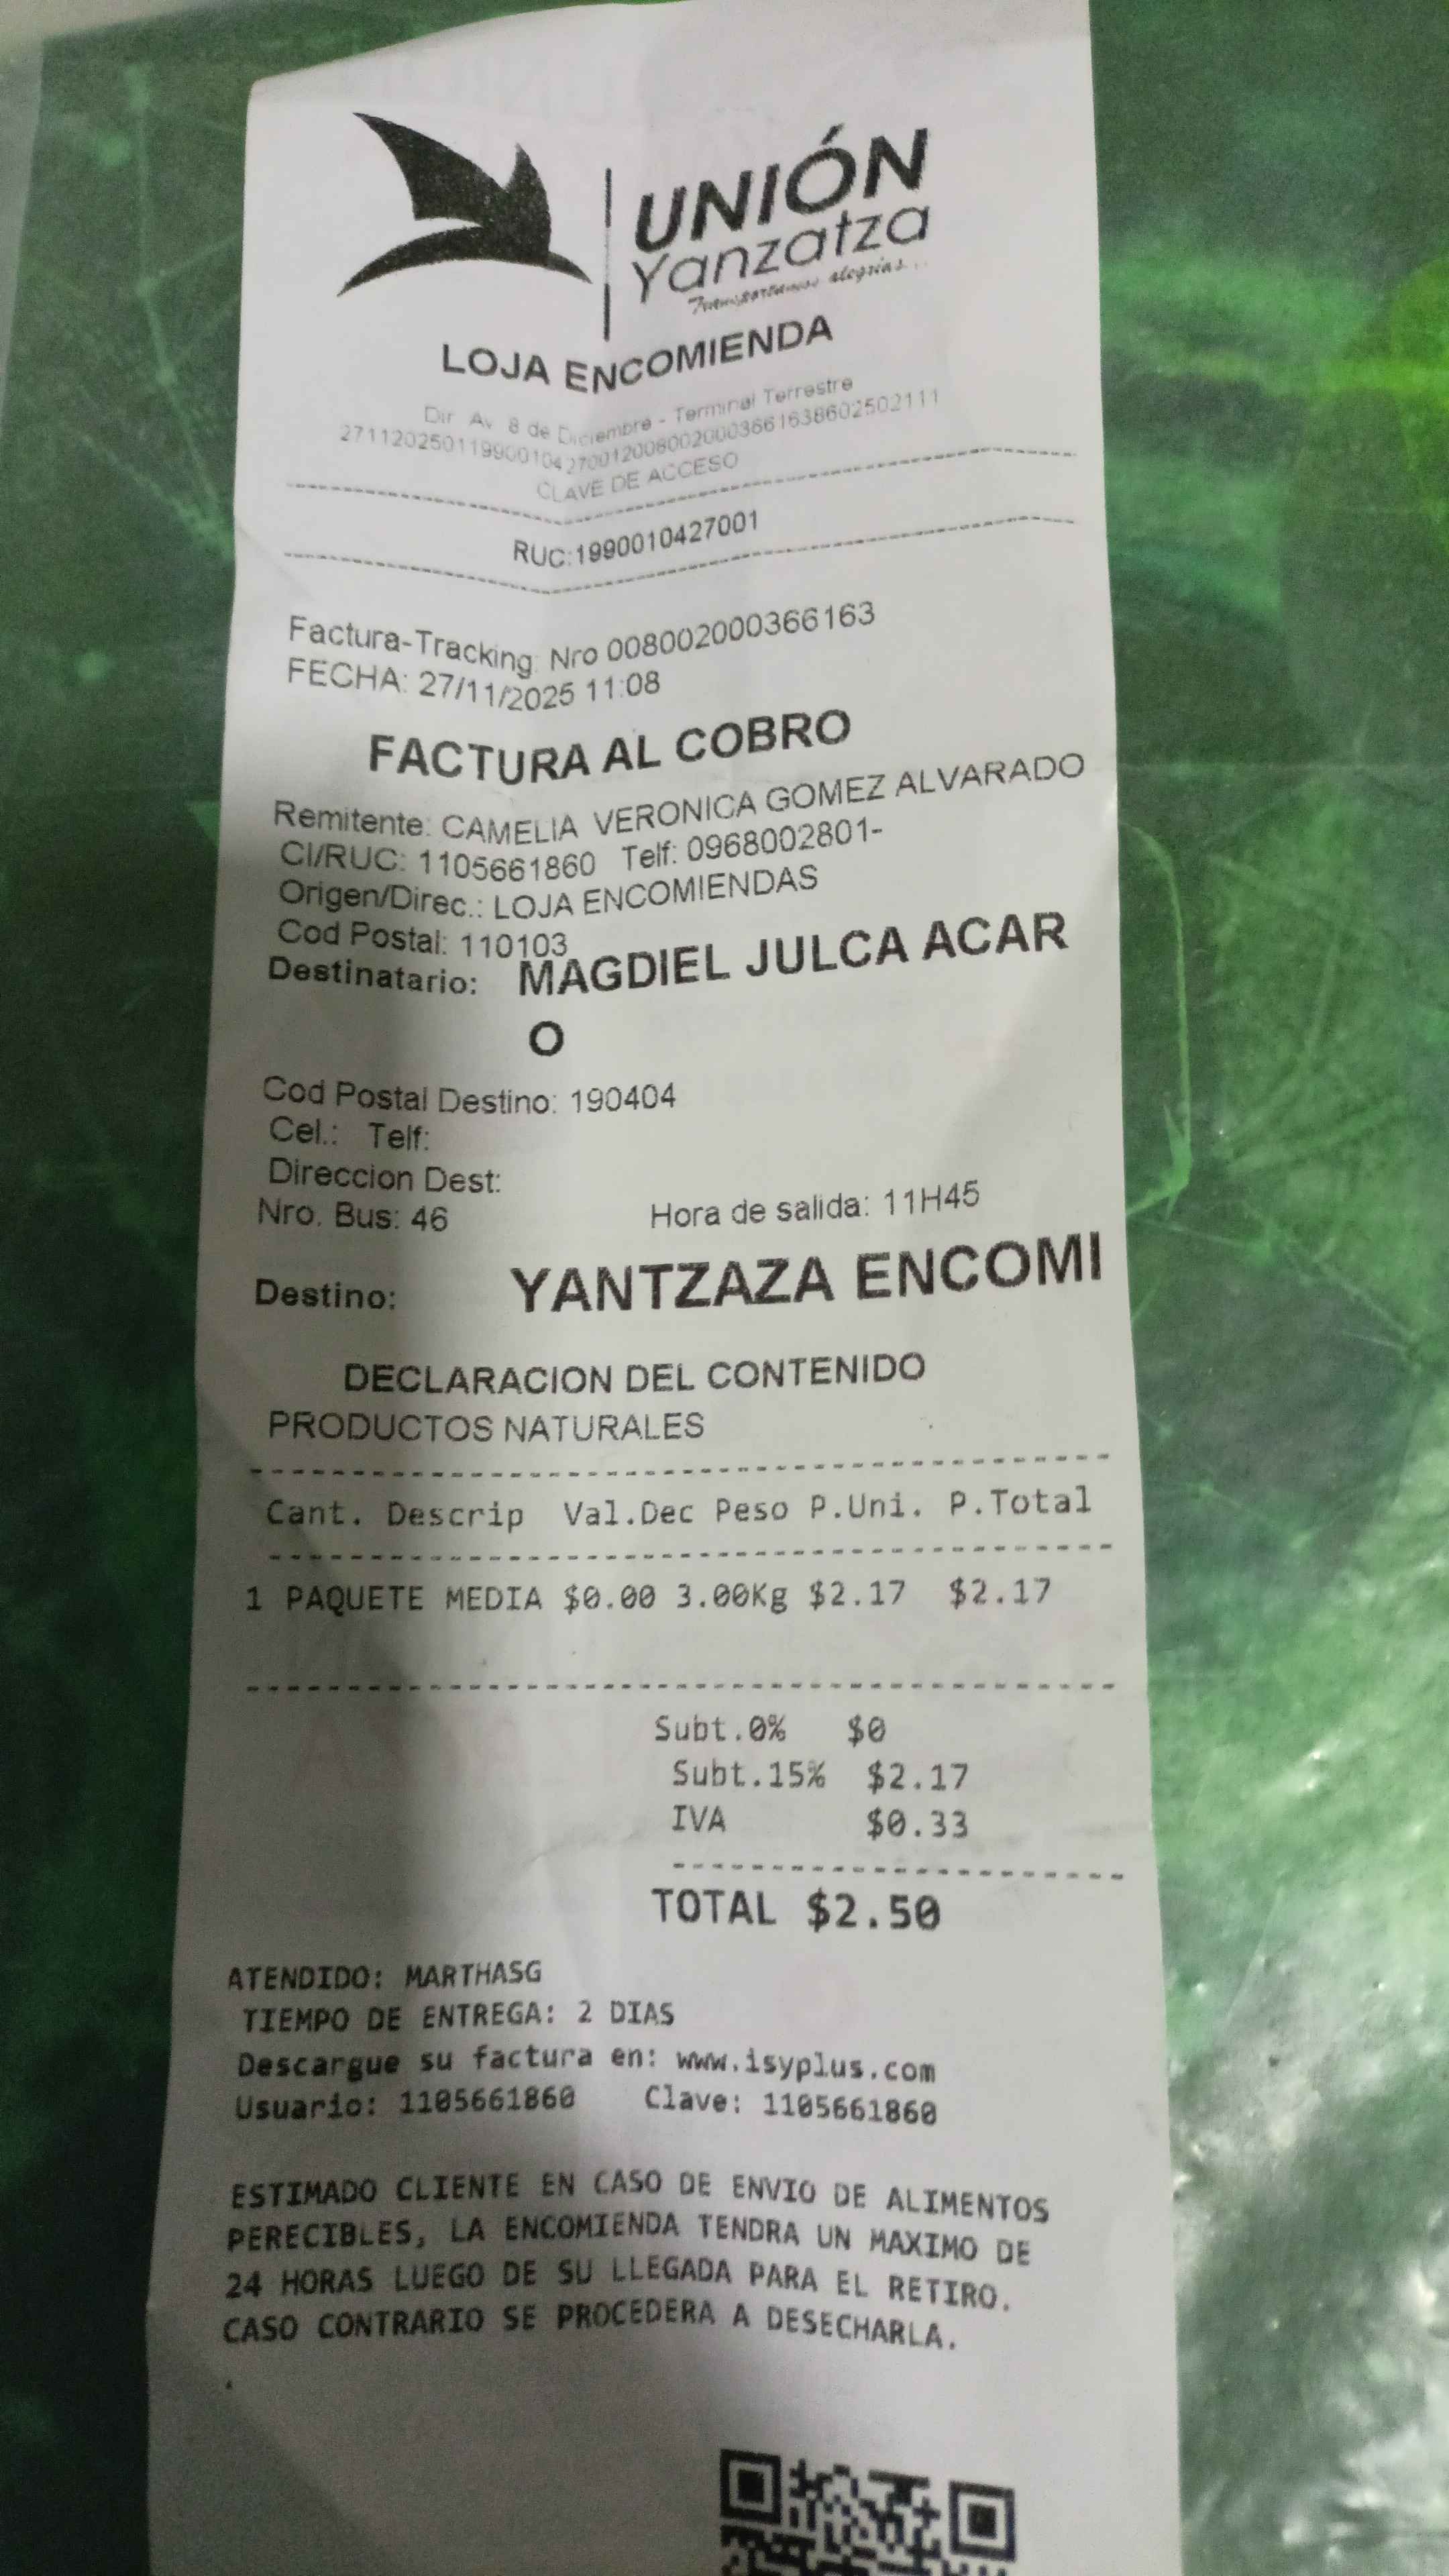 UNIÓN
Yanzatza
Transportamos alegrías...
LOJA ENCOMIENDA
Dir Av 8 de Diciembre - Terminal Terrestre
2711202501199001042700120080020003661638602502111
CLAVE DE ACCESO
RUC:1990010427001
Factura-Tracking: Nro 008002000366163
FECHA: 27/11/2025 11:08
FACTURA AL COBRO
Remitente: CAMELIA VERONICA GOMEZ ALVARADO
CI/RUC: 1105661860 Telf: 0968002801-
Origen/Direc.: LOJA ENCOMIENDAS
Cod Postal: 110103
Destinatario: MAGDIEL JULCA ACAR
O
Cod Postal Destino: 190404
Cel.: Telf:
Direccion Dest:
Nro. Bus: 46 Hora de salida: 11H45
Destino: YANTZAZA ENCOMI
DECLARACION DEL CONTENIDO
PRODUCTOS NATURALES
Cant. Descrip Val.Dec Peso P.Uni. P.Total
1 PAQUETE MEDIA $0.00 3.00Kg $2.17 $2.17
Subt.0% $0
Subt.15% $2.17
IVA $0.33
TOTAL $2.50
ATENDIDO: MARTHASG
TIEMPO DE ENTREGA: 2 DIAS
Descargue su factura en: www.isyplus.com
Usuario: 1105661860 Clave: 1105661860
ESTIMADO CLIENTE EN CASO DE ENVIO DE ALIMENTOS
PERECIBLES, LA ENCOMIENDA TENDRA UN MAXIMO DE
24 HORAS LUEGO DE SU LLEGADA PARA EL RETIRO.
CASO CONTRARIO SE PROCEDERA A DESECHARLA.